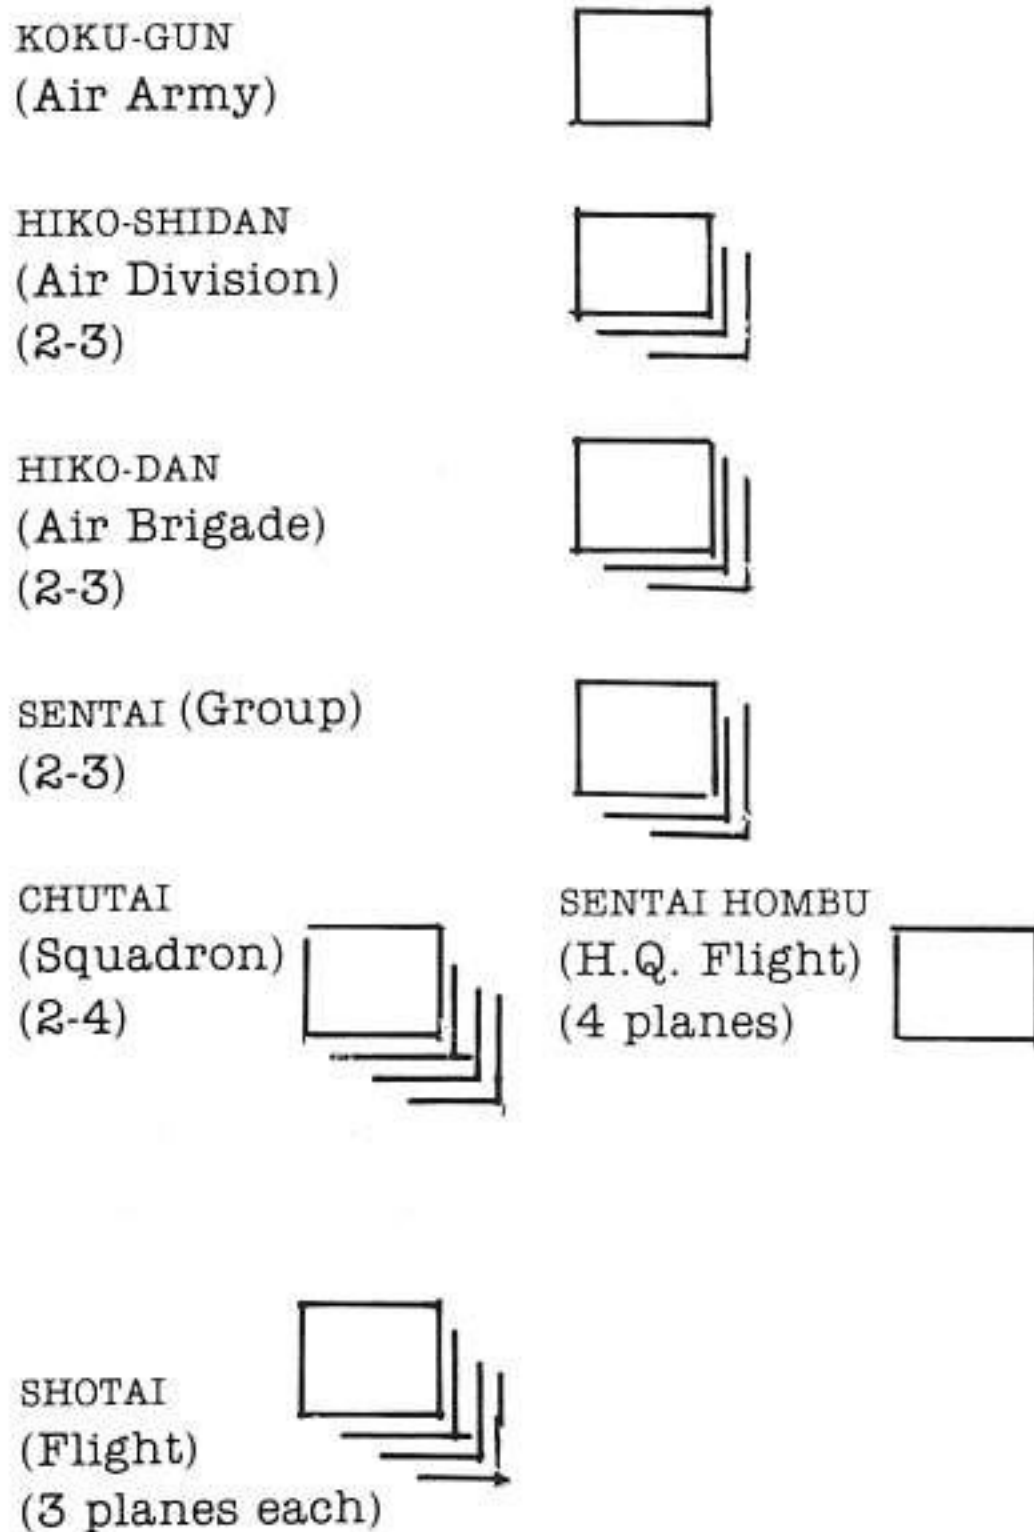 KOKU-GUN
(Air Army)
HIKO-SHIDAN
(Air Division)
(2-3)
HIKO-DAN
(Air Brigade)
(2-3)
SENTAI (Group)
(2-3)
CHUTAI
(Squadron)
(2-4)
SENTAI HOMBU
(H.Q. Flight)
(4 planes)
SHOTAI
(Flight)
(3 planes each)